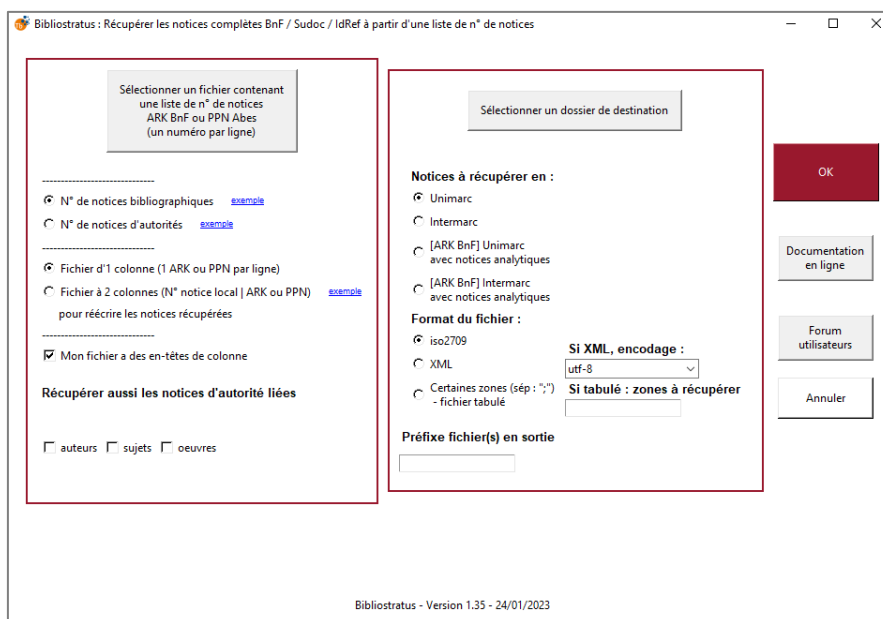 Bibliostratus : Récupérer les notices complètes BnF / Sudoc / IdRef à partir d'une liste de n° de notices
Sélectionner un fichier contenant
une liste de n° de notices
ARK BnF ou PPN Abes
(un numéro par ligne)
------------------------------
N° de notices bibliographiques exemple
N° de notices d'autorités exemple
------------------------------
Fichier d'1 colonne (1 ARK ou PPN par ligne)
Fichier à 2 colonnes (N° notice local | ARK ou PPN) exemple
pour réécrire les notices récupérées
------------------------------
Mon fichier a des en-têtes de colonne
Récupérer aussi les notices d'autorité liées
auteurs sujets oeuvres
Sélectionner un dossier de destination
Notices à récupérer en :
Unimarc
Intermarc
[ARK BnF] Unimarc
avec notices analytiques
[ARK BnF] Intermarc
avec notices analytiques
Format du fichier :
iso2709
XML
Certaines zones (sép : ";")
- fichier tabulé
Si XML, encodage :
utf-8
Si tabulé : zones à récupérer
Préfixe fichier(s) en sortie
OK
Documentation
en ligne
Forum
utilisateurs
Annuler
Bibliostratus - Version 1.35 - 24/01/2023